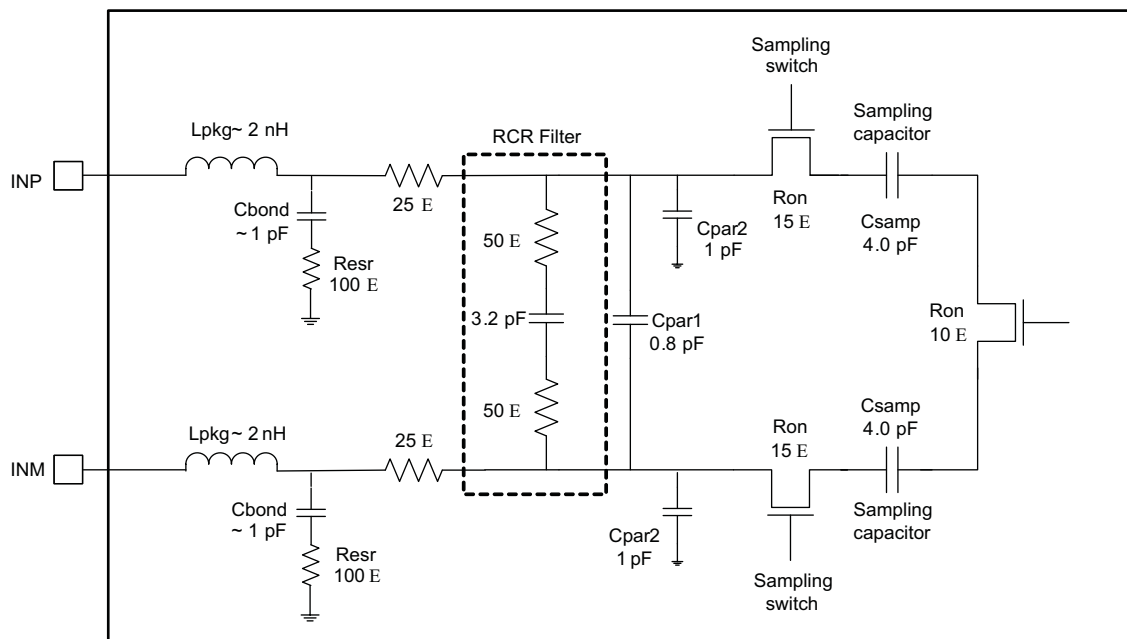 Sampling
switch
Sampling
capacitor
Lpkg~ 2 nH
RCR Filter
INP
25 E
Cbond
~ 1 pF
Resr
100 E
50 E
Cpar2
1 pF
Ron
15 E
Csamp
4.0 pF
3.2 pF
Cpar1
0.8 pF
Ron
10 E
50 E
Lpkg~ 2 nH
25 E
Ron
15 E
Csamp
4.0 pF
INM
Cbond
~ 1 pF
Resr
100 E
Cpar2
1 pF
Sampling
capacitor
Sampling
switch